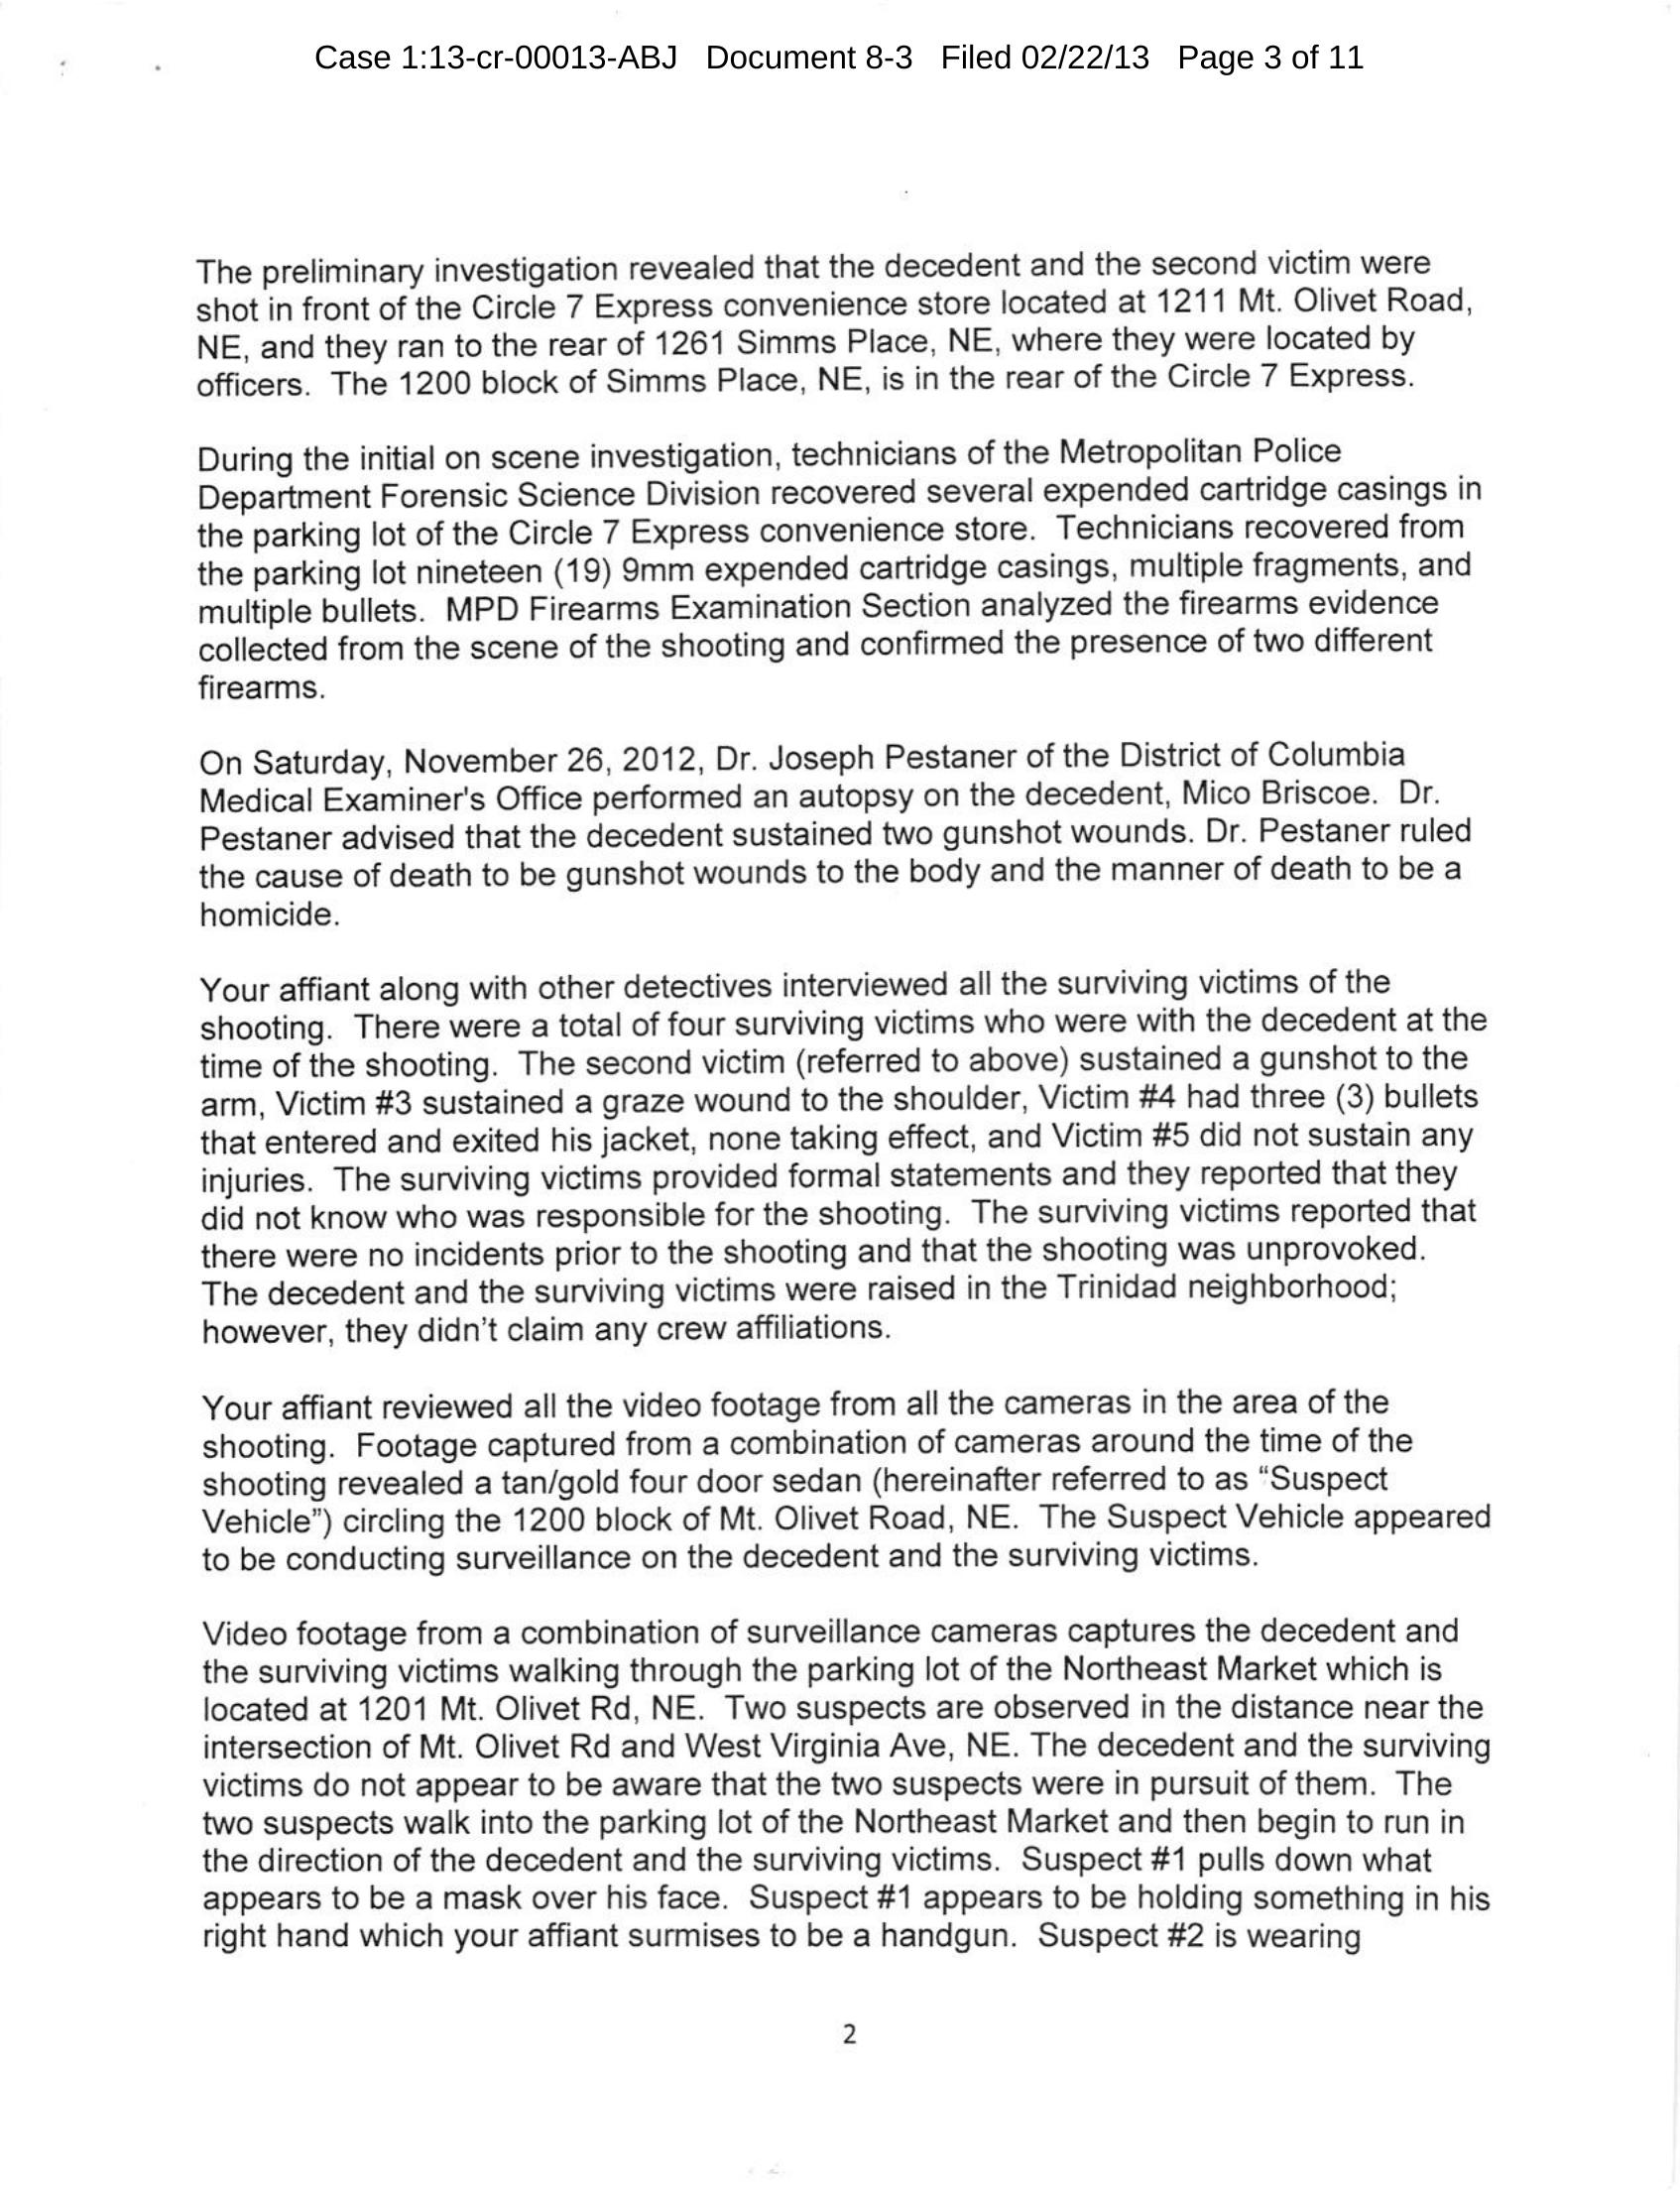 Case 1:13-cr-00013-ABJ Document 8-3 Filed 02/22/13 Page 3 of 11
The preliminary investigation revealed that the decedent and the second victim were
shot in front of the Circle 7 Express convenience store located at 1211 Mt. Olivet Road,
NE, and they ran to the rear of 1261 Simms Place, NE, where they were located by
officers. The 1200 block of Simms Place, NE, is in the rear of the Circle 7 Express.
During the initial on scene investigation, technicians of the Metropolitan Police
Department Forensic Science Division recovered several expended cartridge casings in
the parking lot of the Circle 7 Express convenience store. Technicians recovered from
the parking lot nineteen (19) 9mm expended cartridge casings, multiple fragments, and
multiple bullets. MPD Firearms Examination Section analyzed the firearms evidence
collected from the scene of the shooting and confirmed the presence of two different
firearms.
On Saturday, November 26, 2012, Dr. Joseph Pestaner of the District of Columbia
Medical Examiner's Office performed an autopsy on the decedent, Mico Briscoe. Dr.
Pestaner advised that the decedent sustained two gunshot wounds. Dr. Pestaner ruled
the cause of death to be gunshot wounds to the body and the manner of death to be a
homicide.
Your affiant along with other detectives interviewed all the surviving victims of the
shooting. There were a total of four surviving victims who were with the decedent at the
time of the shooting. The second victim (referred to above) sustained a gunshot to the
arm, Victim #3 sustained a graze wound to the shoulder, Victim #4 had three (3) bullets
that entered and exited his jacket, none taking effect, and Victim #5 did not sustain any
injuries. The surviving victims provided formal statements and they reported that they
did not know who was responsible for the shooting. The surviving victims reported that
there were no incidents prior to the shooting and that the shooting was unprovoked.
The decedent and the surviving victims were raised in the Trinidad neighborhood;
however, they didn't claim any crew affiliations.
Your affiant reviewed all the video footage from all the cameras in the area of the
shooting. Footage captured from a combination of cameras around the time of the
shooting revealed a tan/gold four door sedan (hereinafter referred to as “Suspect
Vehicle”) circling the 1200 block of Mt. Olivet Road, NE. The Suspect Vehicle appeared
to be conducting surveillance on the decedent and the surviving victims.
Video footage from a combination of surveillance cameras captures the decedent and
the surviving victims walking through the parking lot of the Northeast Market which is
located at 1201 Mt. Olivet Rd, NE. Two suspects are observed in the distance near the
intersection of Mt. Olivet Rd and West Virginia Ave, NE. The decedent and the surviving
victims do not appear to be aware that the two suspects were in pursuit of them. The
two suspects walk into the parking lot of the Northeast Market and then begin to run in
the direction of the decedent and the surviving victims. Suspect #1 pulls down what
appears to be a mask over his face. Suspect #1 appears to be holding something in his
right hand which your affiant surmises to be a handgun. Suspect #2 is wearing
2